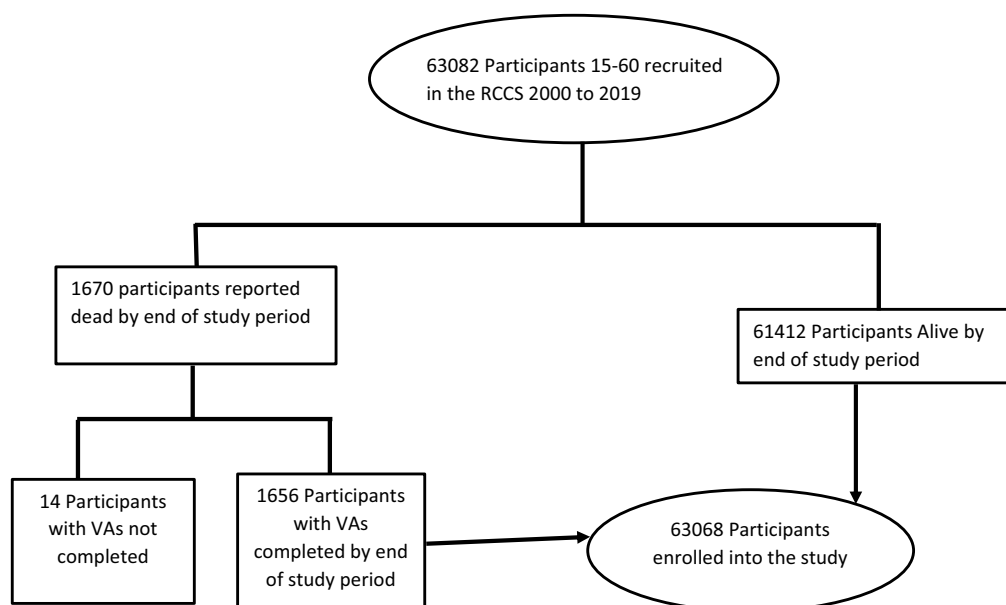 63082 Participants 15-60 recruited
in the RCCS 2000 to 2019
1670 participants reported
dead by end of study period
61412 Participants Alive by
end of study period
14 Participants
with VAs not
completed
1656 Participants
with VAs
completed by end
of study period
63068 Participants
enrolled into the study